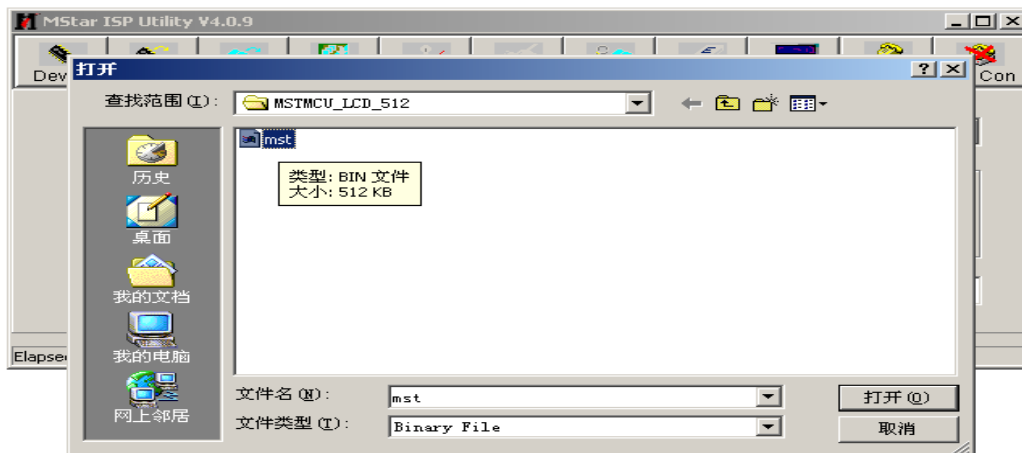 MStar ISP Utility V4.0.9
Dev
Con
打开
查找范围(I):
MSTMCU_LCD_512
mst
类型: BIN 文件
大小: 512 KB
历史
桌面
我的文档
我的电脑
网上邻居
Elapse
文件名(N):
mst
打开(O)
文件类型(T):
Binary File
取消